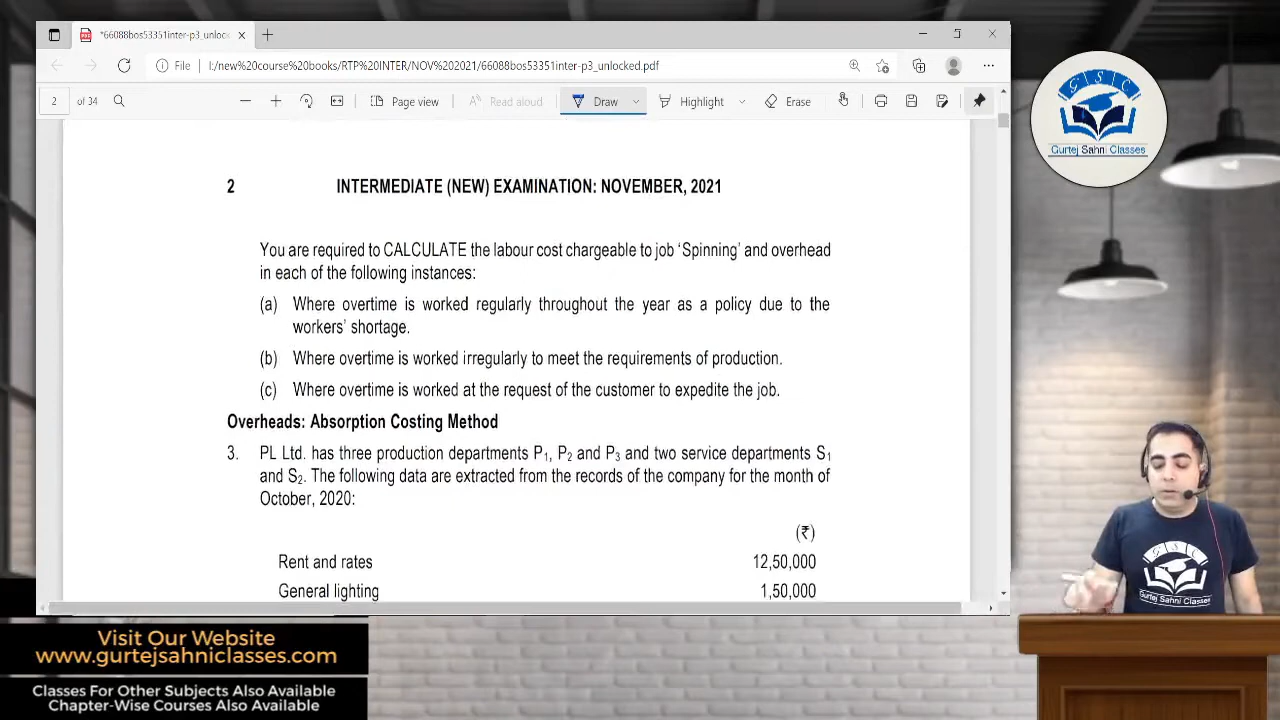 *66088bos53351inter-p3_unlock
File
I:/new%20course%20books/RTP%20INTER/NOV%202021/66088bos53351inter-p3_unlocked.pdf
2 of 34
Page view
Read aloud
Draw
Highlight
Erase
2 INTERMEDIATE (NEW) EXAMINATION: NOVEMBER, 2021
You are required to CALCULATE the labour cost chargeable to job ‘Spinning’ and overhead
in each of the following instances:
(a) Where overtime is worked regularly throughout the year as a policy due to the
workers’ shortage.
(b) Where overtime is worked irregularly to meet the requirements of production.
(c) Where overtime is worked at the request of the customer to expedite the job.
Overheads: Absorption Costing Method
3. PL Ltd. has three production departments P1, P2 and P3 and two service departments S1
and S2. The following data are extracted from the records of the company for the month of
October, 2020:
(₹)
Rent and rates 12,50,000
General lighting 1,50,000
GSC
Gurtej Sahni Classes
GSC
Gurtej Sahni Classes
Visit Our Website
www.gurtejsahniclasses.com
Classes For Other Subjects Also Available
Chapter-Wise Courses Also Available